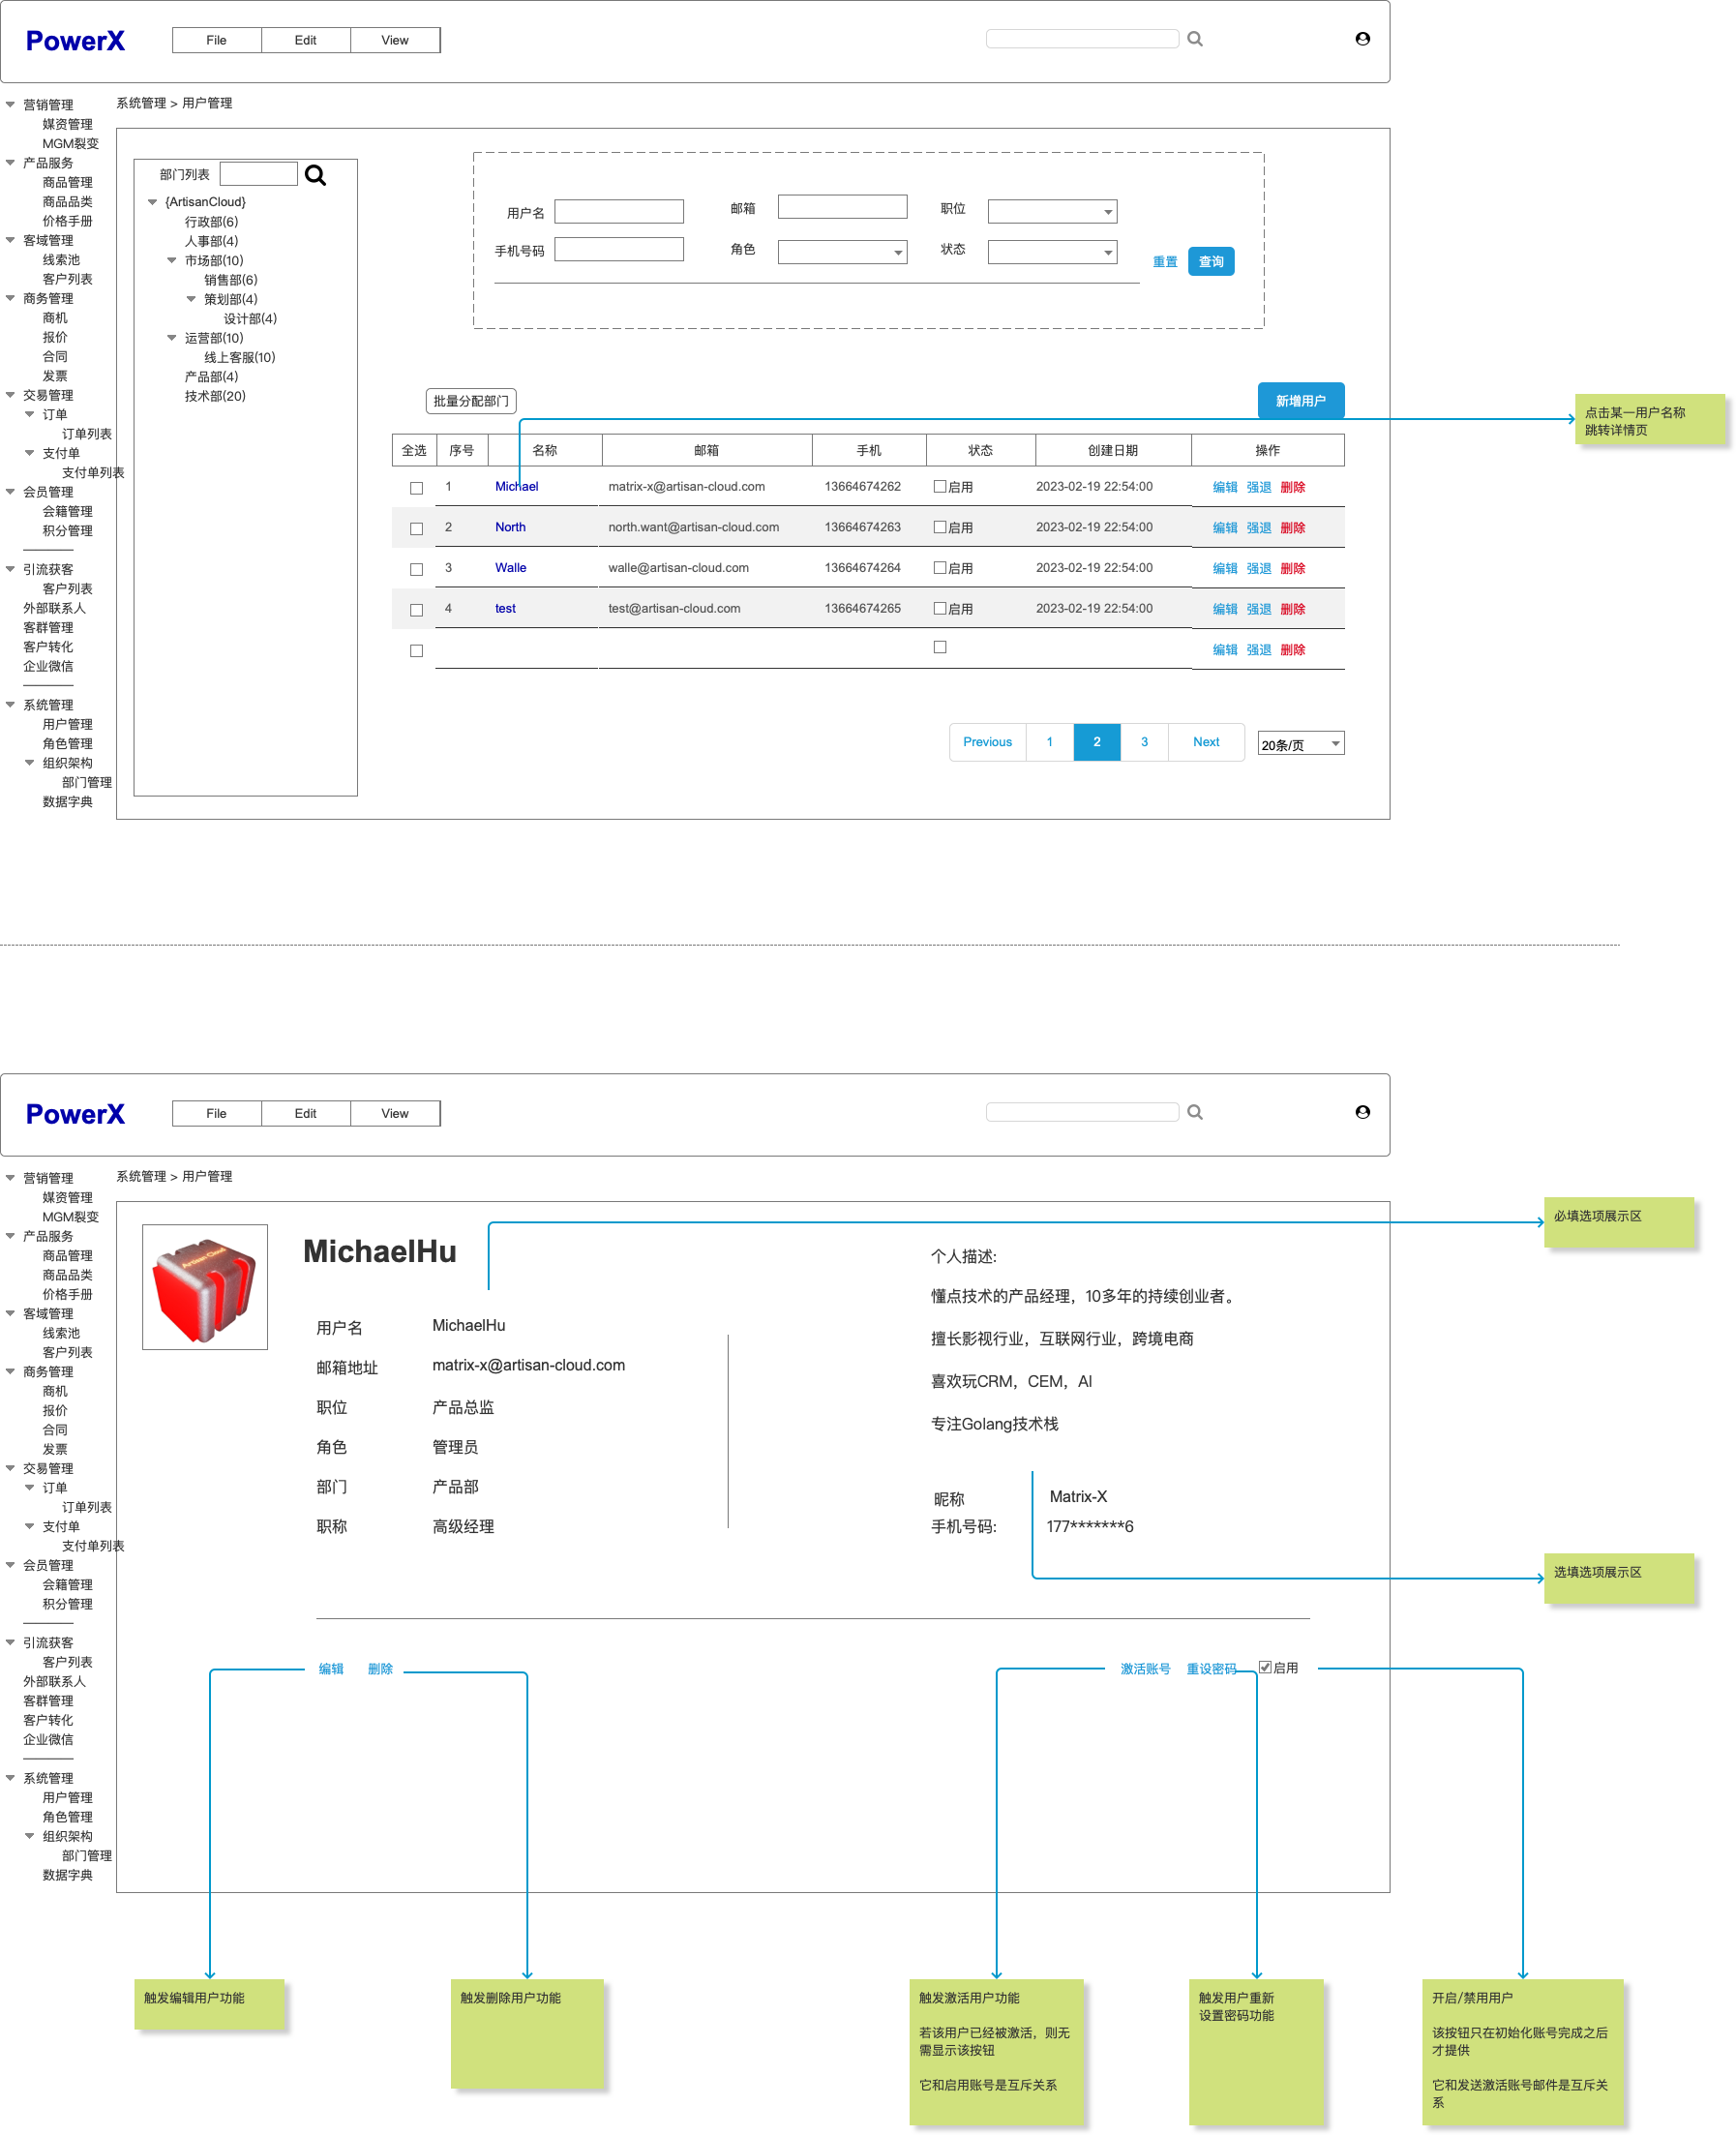 PowerX
File
Edit
View
营销管理
媒资管理
MGM裂变
产品服务
商品管理
商品品类
价格手册
客域管理
线索池
客户列表
商务管理
商机
报价
合同
发票
交易管理
订单
订单列表
支付单
支付单列表
会员管理
会籍管理
积分管理
引流获客
客户列表
外部联系人
客群管理
客户转化
企业微信
系统管理
用户管理
角色管理
组织架构
部门管理
数据字典
系统管理 > 用户管理
部门列表
{ArtisanCloud}
行政部(6)
人事部(4)
市场部(10)
销售部(6)
策划部(4)
设计部(4)
运营部(10)
线上客服(10)
产品部(4)
技术部(20)
用户名
邮箱
职位
手机号码
角色
状态
重置
查询
批量分配部门
新增用户
点击某一用户名称
跳转详情页
全选 序号 名称 邮箱 手机 状态 创建日期 操作
1 Michael matrix-x@artisan-cloud.com 13664674262 启用 2023-02-19 22:54:00 编辑 强退 删除
2 North north.want@artisan-cloud.com 13664674263 启用 2023-02-19 22:54:00 编辑 强退 删除
3 Walle walle@artisan-cloud.com 13664674264 启用 2023-02-19 22:54:00 编辑 强退 删除
4 test test@artisan-cloud.com 13664674265 启用 2023-02-19 22:54:00 编辑 强退 删除
编辑 强退 删除
Previous 1 2 3 Next
20条/页
PowerX
File
Edit
View
营销管理
媒资管理
MGM裂变
产品服务
商品管理
商品品类
价格手册
客域管理
线索池
客户列表
商务管理
商机
报价
合同
发票
交易管理
订单
订单列表
支付单
支付单列表
会员管理
会籍管理
积分管理
引流获客
客户列表
外部联系人
客群管理
客户转化
企业微信
系统管理
用户管理
角色管理
组织架构
部门管理
数据字典
系统管理 > 用户管理
Artisan Cloud
MichaelHu
用户名 MichaelHu
邮箱地址 matrix-x@artisan-cloud.com
职位 产品总监
角色 管理员
部门 产品部
职称 高级经理
个人描述:
懂点技术的产品经理，10多年的持续创业者。
擅长影视行业，互联网行业，跨境电商
喜欢玩CRM，CEM，AI
专注Golang技术栈
昵称 Matrix-X
手机号码: 177*******6
必填选项展示区
选填选项展示区
编辑
删除
激活账号
重设密码
启用
触发编辑用户功能
触发删除用户功能
触发激活用户功能
若该用户已经被激活，则无
需显示该按钮
它和启用账号是互斥关系
触发用户重新
设置密码功能
开启/禁用用户
该按钮只在初始化账号完成之后
才提供
它和发送激活账号邮件是互斥关
系